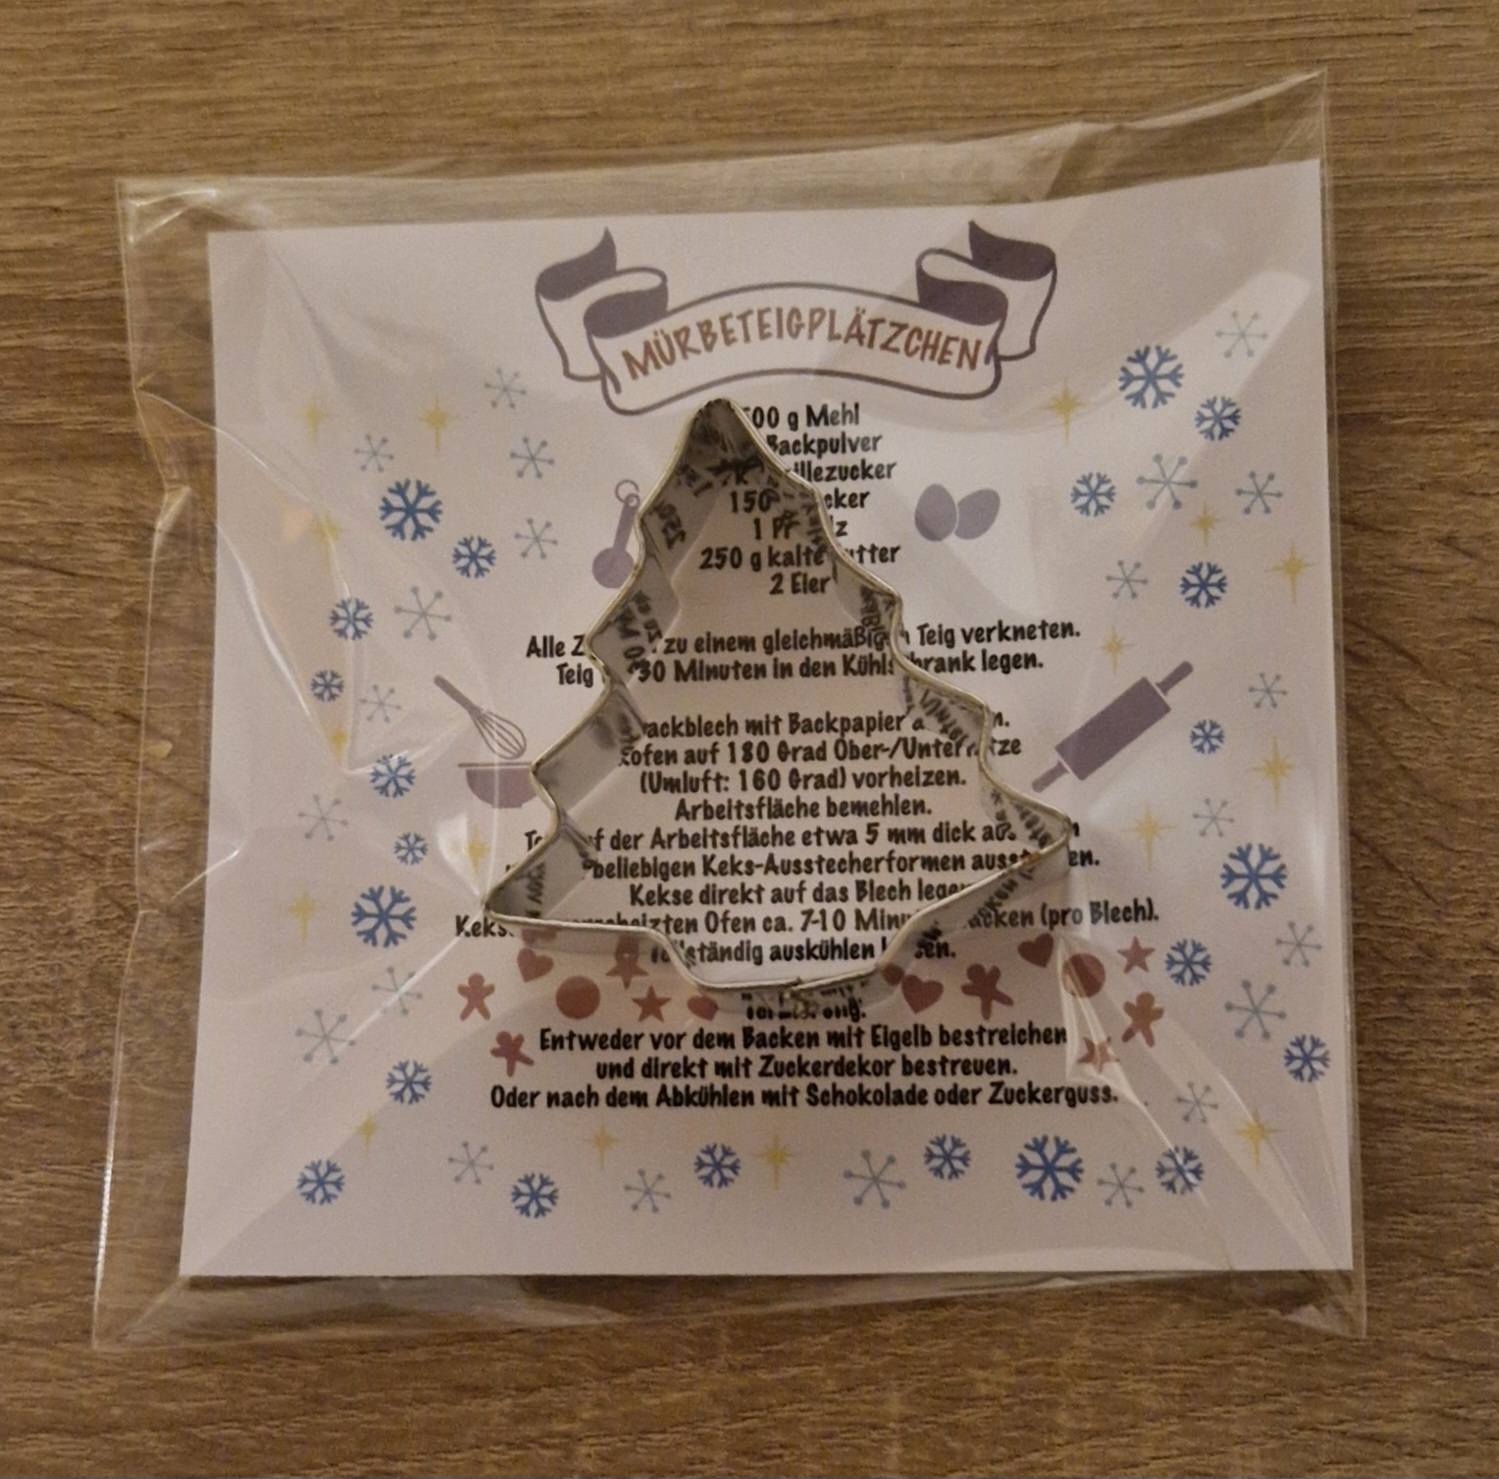 MÜRBETEIGPLÄTZCHEN
500 g Mehl
Backpulver
150
250 g kalte
2 Eier
Alle zu einem Teig verkneten.
Teig 30 Minuten in den legen.
mit Backpapier
auf 180 Grad
(Umluft: 160 Grad) vorheizen.
Arbeitsfläche bemehlen.
der Arbeitsfläche etwa 5 mm dick
beliebigen Keks-Ausstecherformen
Kekse direkt auf das Blech
Ofen ca. 7-10 (pro Blech).
auskühlen
Entweder vor dem Backen mit Eigelb bestreichen
und direkt mit Zuckerdekor bestreuen.
Oder nach dem Abkühlen mit Schokolade oder Zuckerguss.